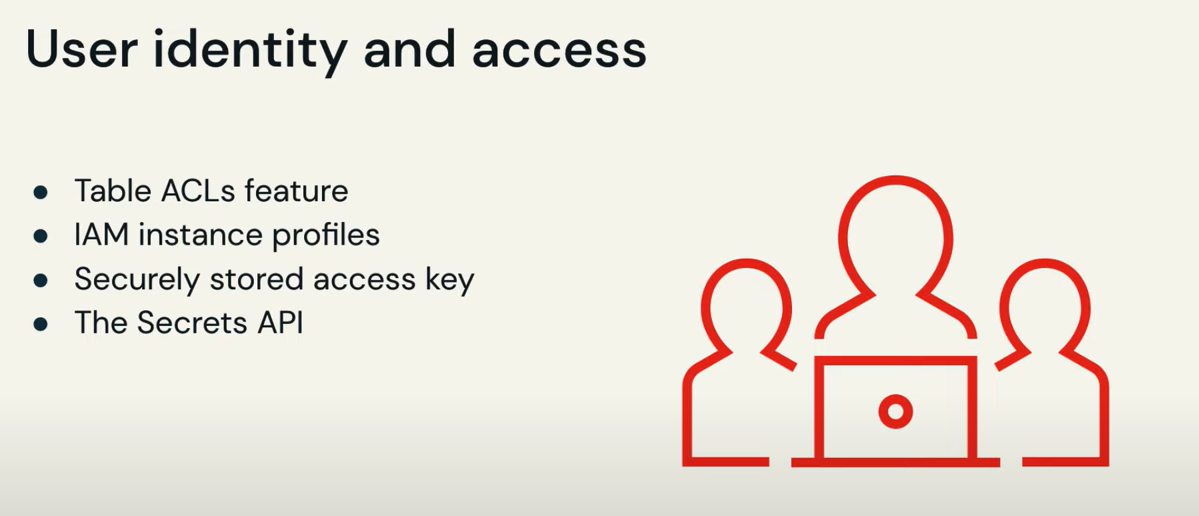 User identity and access
● Table ACLs feature
● IAM instance profiles
● Securely stored access key
● The Secrets API